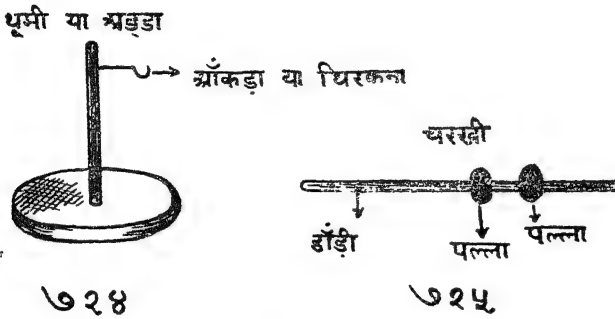 थूमी या अड्डा
आँकड़ा या थिरकना
चरखी
डाँड़ी
पल्ला
पल्ला
७२४
७२५